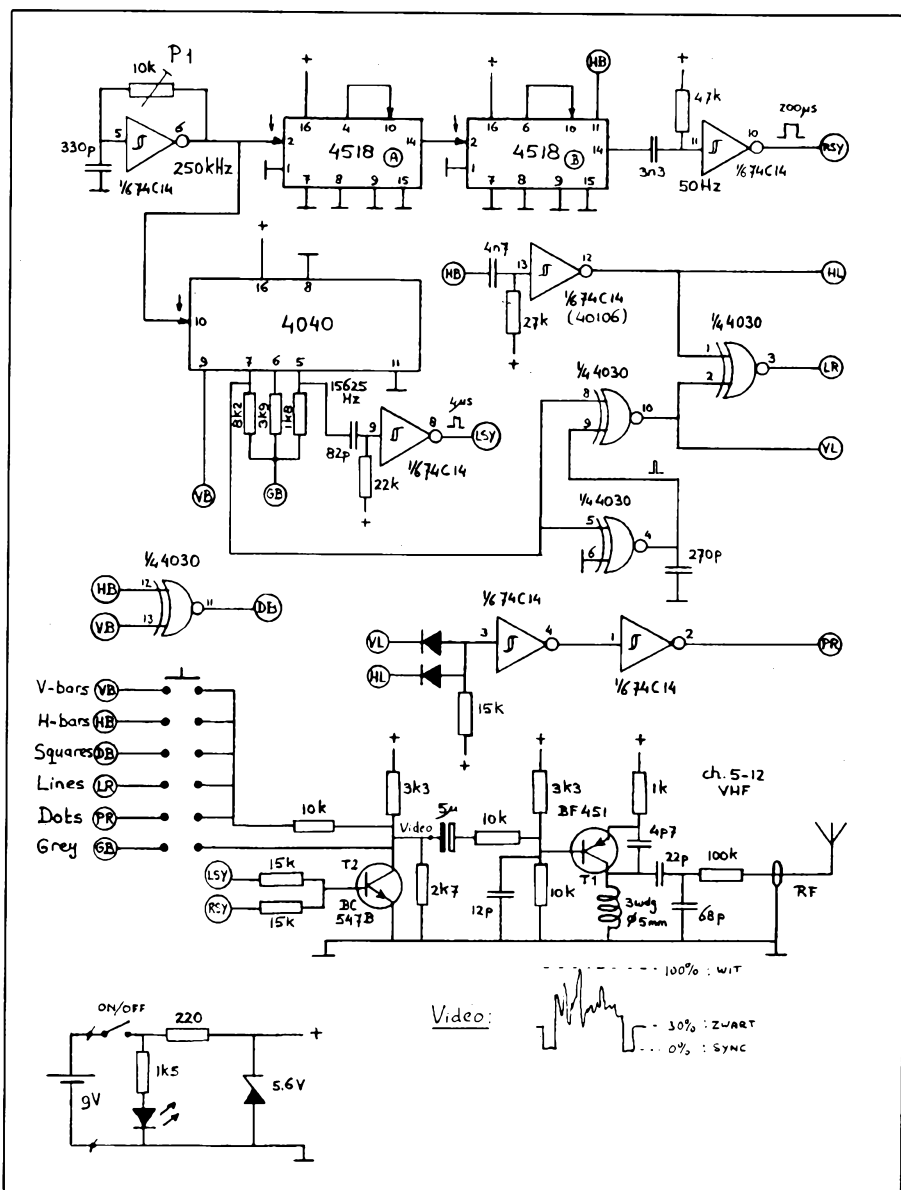 P1
10k
5
6
330p
1/6 74C14
250kHz
+
16
4
10
2
14
4518
A
1
7
8
9
15
+
16
6
10
11
HB
2
14
4518
B
1
7
8
9
15
+
47k
3n3
11
10
50Hz
1/6 74C14
200µs
RSY
+
16
8
10
4040
9
7
6
5
11
8k2
3k9
1k8
15625
Hz
82p
9
8
22k
+
1/6 74C14
4µs
LSY
VB
GB
HB
4n7
13
12
27k
+
1/6 74C14
(40106)
HL
1/4 4030
1
2
3
LR
1/4 4030
8
9
10
VL
1/4 4030
5
6
4
270p
1/4 4030
HB
12
VB
13
11
DB
1/6 74C14
VL
HL
3
4
1
2
PR
15k
+
1/6 74C14
V-bars VB
H-bars HB
Squares DB
Lines LR
Dots PR
Grey GB
10k
LSY
15k
RSY
15k
+
3k3
Video
5µ
10k
T2
BC
547B
2k7
+
3k3
12p
10k
BF 451
T1
+
1k
4p7
22p
100k
3wdg
Ø5mm
68p
ch. 5-12
VHF
RF
Video:
100% : WIT
30% : ZWART
0% : SYNC
ON/OFF
220
+
1k5
9V
5.6V